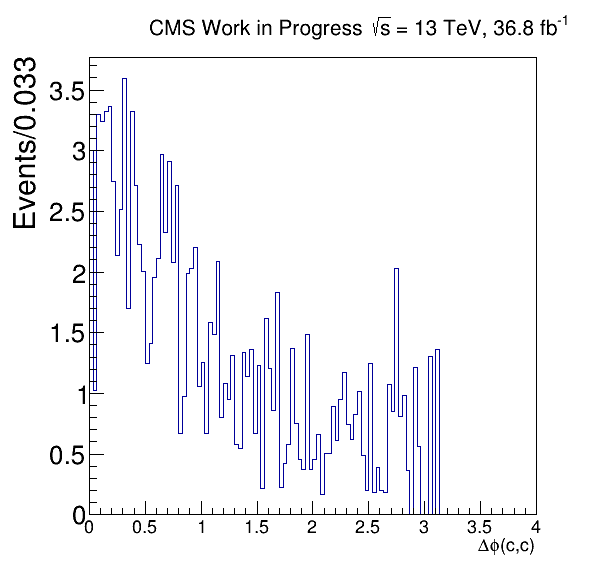 CMS Work in Progress √s = 13 TeV, 36.8 fb⁻¹
Events/0.033
3.5
3
2.5
2
1.5
1
0.5
0
0 0.5 1 1.5 2 2.5 3 3.5 4
Δϕ(c,c)